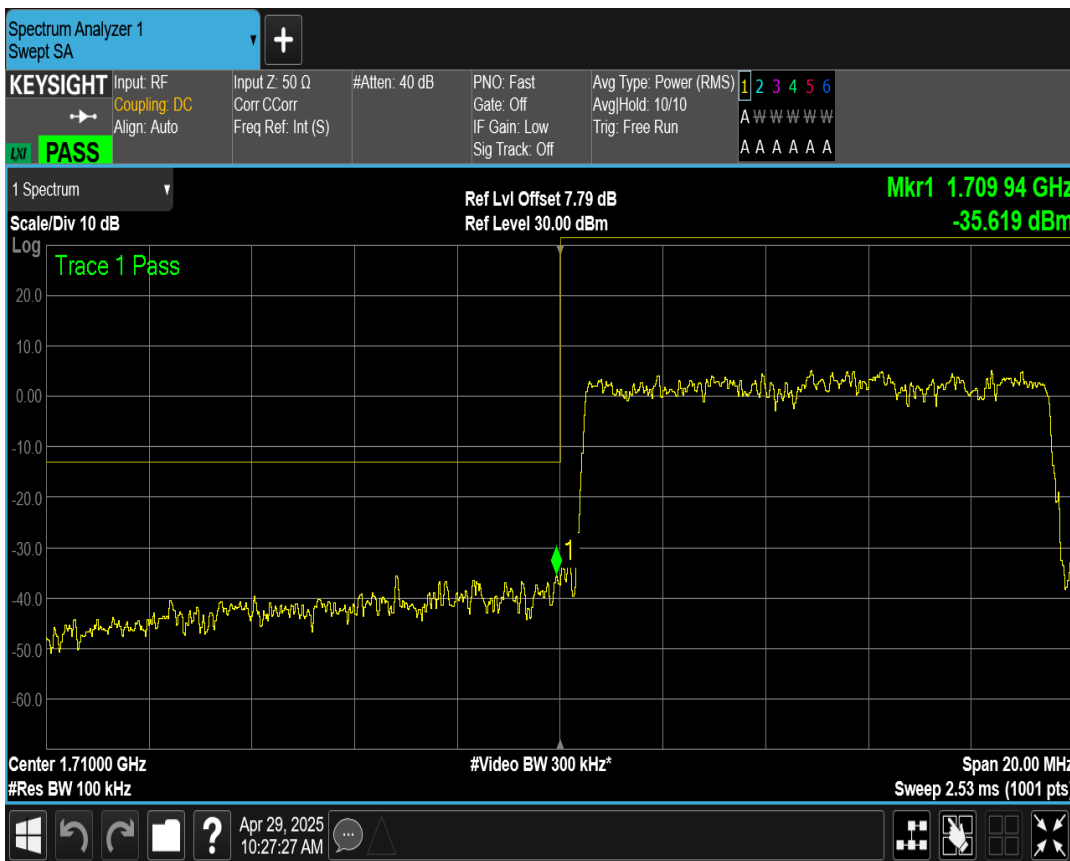 Spectrum Analyzer 1
Swept SA
KEYSIGHT
LXI PASS
Input: RF
Coupling: DC
Align: Auto
Input Z: 50 Ω
Corr CCorr
Freq Ref: Int (S)
#Atten: 40 dB
PNO: Fast
Gate: Off
IF Gain: Low
Sig Track: Off
Avg Type: Power (RMS)
Avg|Hold: 10/10
Trig: Free Run
1 2 3 4 5 6
A W W W W W
A A A A A A
1 Spectrum
Scale/Div 10 dB
Ref Lvl Offset 7.79 dB
Ref Level 30.00 dBm
Mkr1 1.709 94 GHz
-35.619 dBm
Log
Trace 1 Pass
20.0
10.0
0.00
-10.0
-20.0
-30.0
1
-40.0
-50.0
-60.0
Center 1.71000 GHz
#Video BW 300 kHz*
Span 20.00 MHz
#Res BW 100 kHz
Sweep 2.53 ms (1001 pts)
?
Apr 29, 2025
10:27:27 AM